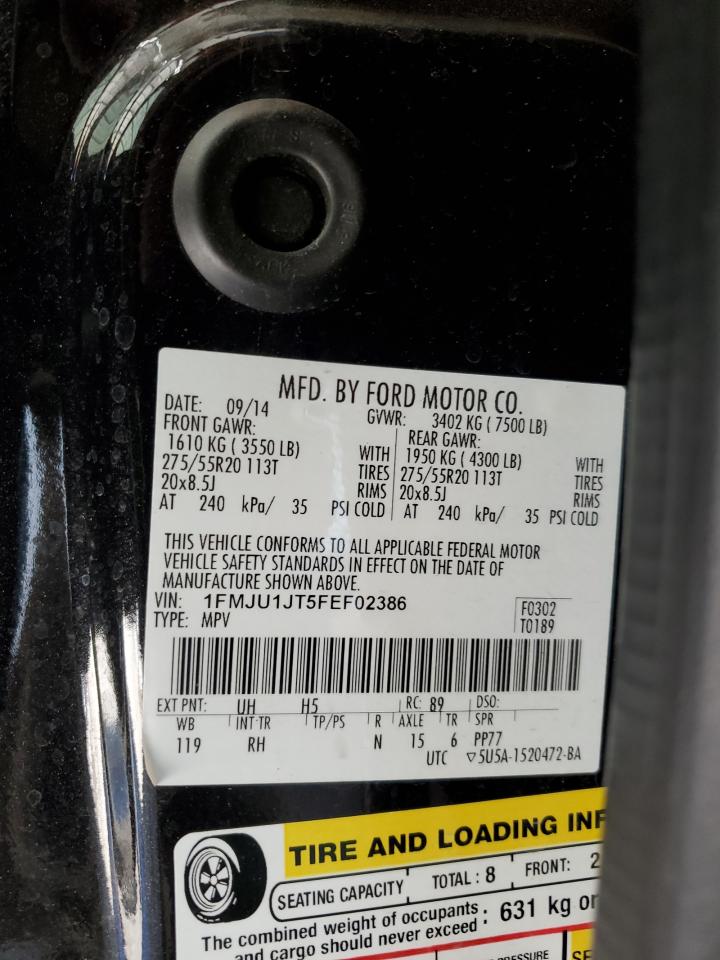 MFD. BY FORD MOTOR CO.
DATE: 09/14 GVWR: 3402 KG ( 7500 LB)
FRONT GAWR: REAR GAWR:
1610 KG ( 3550 LB) WITH 1950 KG ( 4300 LB) WITH
275/55R20 113T TIRES 275/55R20 113T TIRES
20x8.5J RIMS 20x8.5J RIMS
AT 240 kPa/ 35 PSI COLD AT 240 kPa/ 35 PSI COLD
THIS VEHICLE CONFORMS TO ALL APPLICABLE FEDERAL MOTOR
VEHICLE SAFETY STANDARDS IN EFFECT ON THE DATE OF
MANUFACTURE SHOWN ABOVE.
VIN: 1FMJU1JT5FEF02386 F0302
TYPE: MPV T0189
EXT PNT: UH H5 RC: 89 DSO:
WB INT TR TP/PS R AXLE TR SPR
119 RH N 15 6 PP77
UTC ▽5U5A-1520472-BA
TIRE AND LOADING INF
SEATING CAPACITY TOTAL : 8 FRONT: 2
The combined weight of occupants
and cargo should never exceed : 631 kg or
PRESSURE
SE